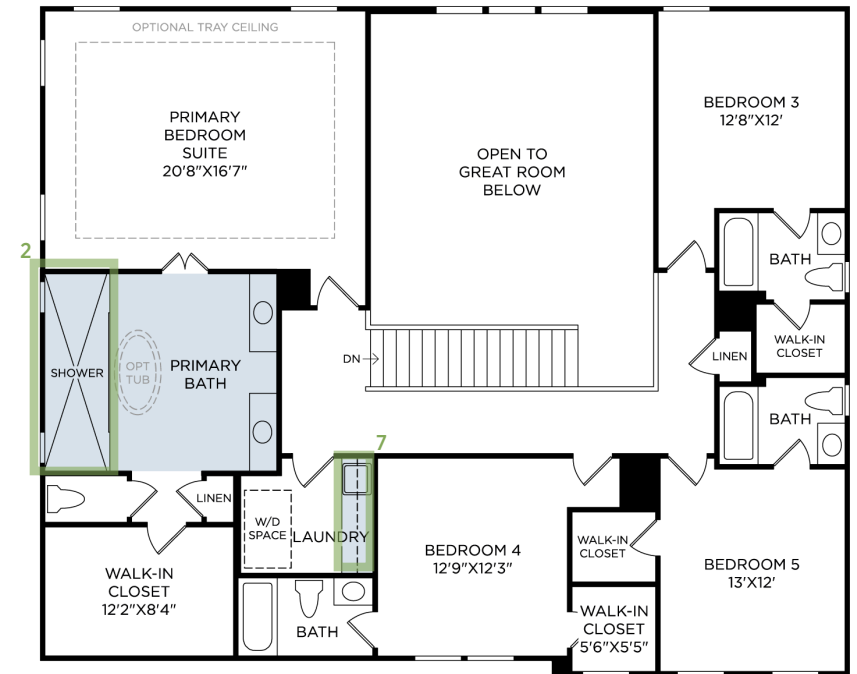 OPTIONAL TRAY CEILING
PRIMARY
BEDROOM
SUITE
20'8"X16'7"
OPEN TO
GREAT ROOM
BELOW
BEDROOM 3
12'8"X12'
2
BATH
SHOWER
OPT
TUB
PRIMARY
BATH
DN
LINEN
WALK-IN
CLOSET
BATH
7
LINEN
W/D
SPACE
LAUNDRY
BEDROOM 4
12'9"X12'3"
WALK-IN
CLOSET
BEDROOM 5
13'X12'
WALK-IN
CLOSET
12'2"X8'4"
BATH
WALK-IN
CLOSET
5'6"X5'5"